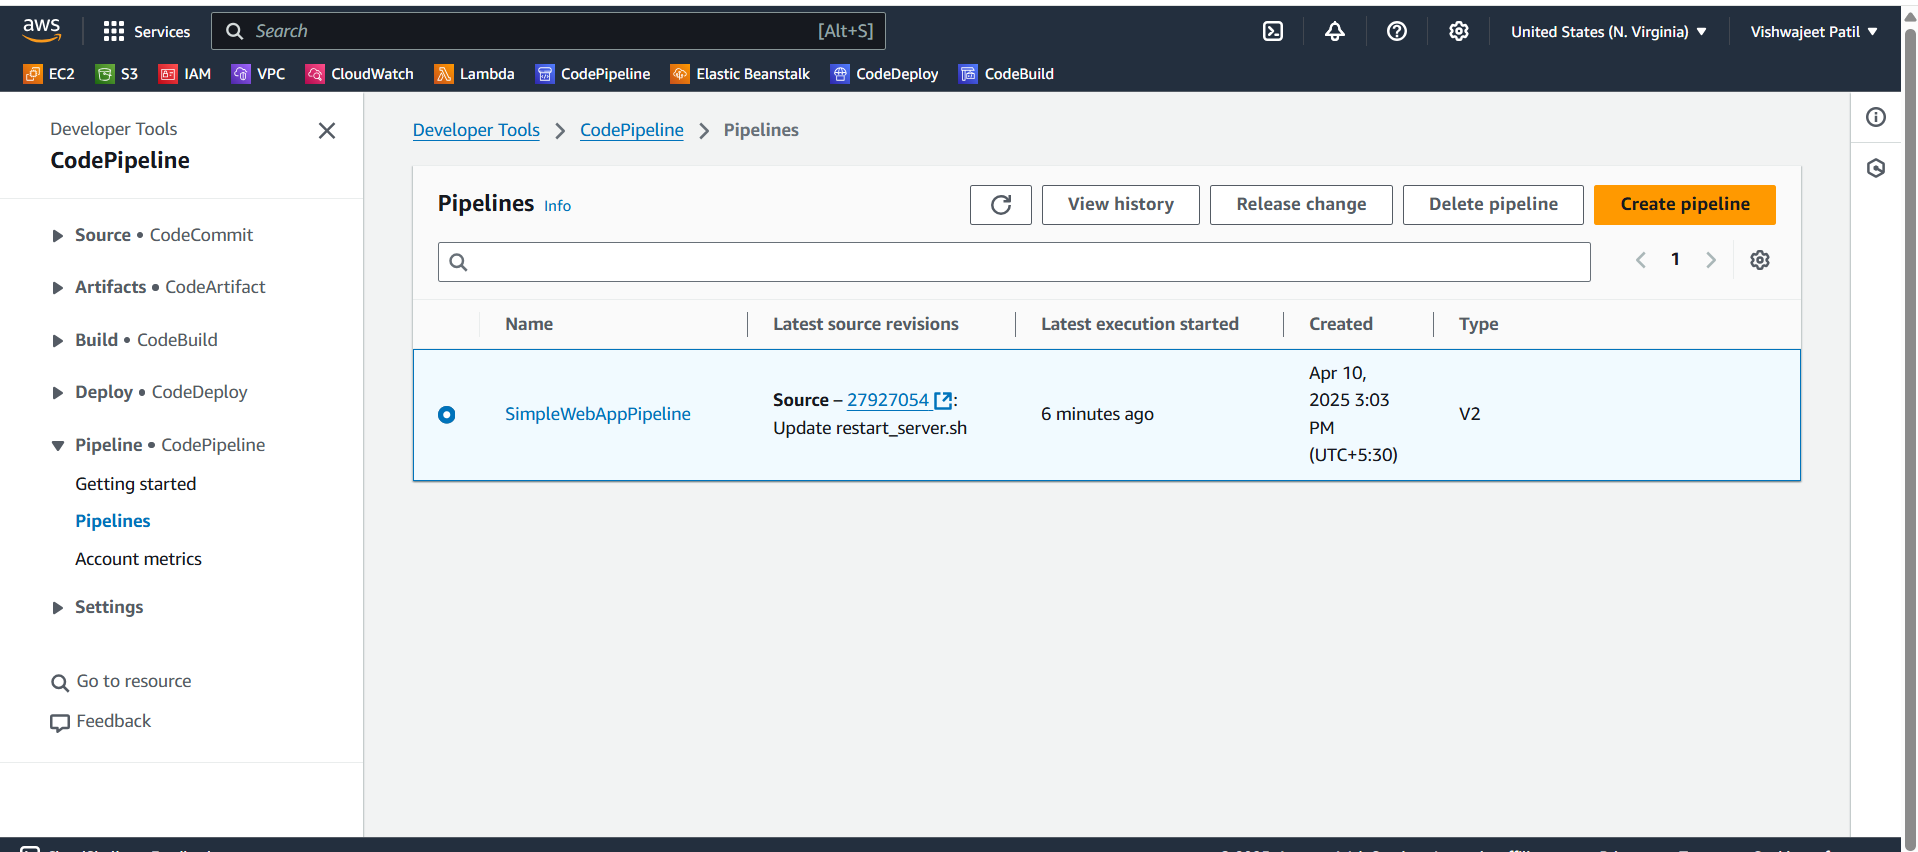 aws
Services
Search
[Alt+S]
United States (N. Virginia)
Vishwajeet Patil
EC2
S3
IAM
VPC
CloudWatch
Lambda
CodePipeline
Elastic Beanstalk
CodeDeploy
CodeBuild
Developer Tools
CodePipeline
Source • CodeCommit
Artifacts • CodeArtifact
Build • CodeBuild
Deploy • CodeDeploy
Pipeline • CodePipeline
Getting started
Pipelines
Account metrics
Settings
Go to resource
Feedback
Developer Tools
CodePipeline
Pipelines
Pipelines Info
View history
Release change
Delete pipeline
Create pipeline
1
Name
Latest source revisions
Latest execution started
Created
Type
SimpleWebAppPipeline
Source – 27927054 :
Update restart_server.sh
6 minutes ago
Apr 10,
2025 3:03
PM
(UTC+5:30)
V2